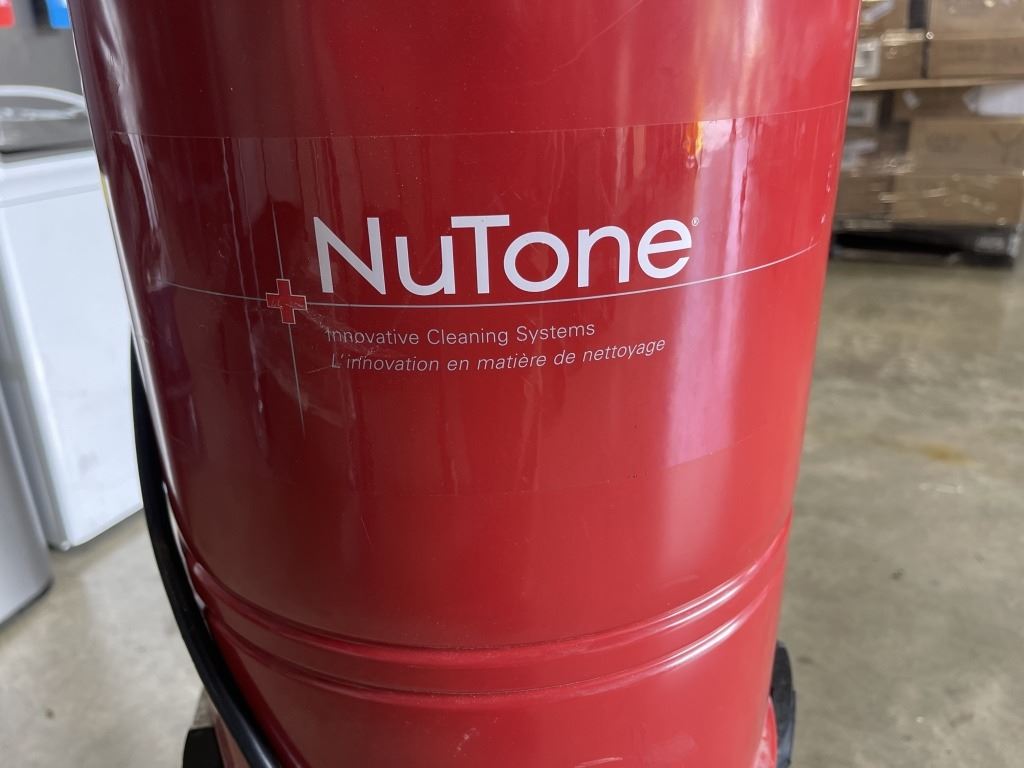 NuTone®
Innovative Cleaning Systems
L'innovation en matière de nettoyage